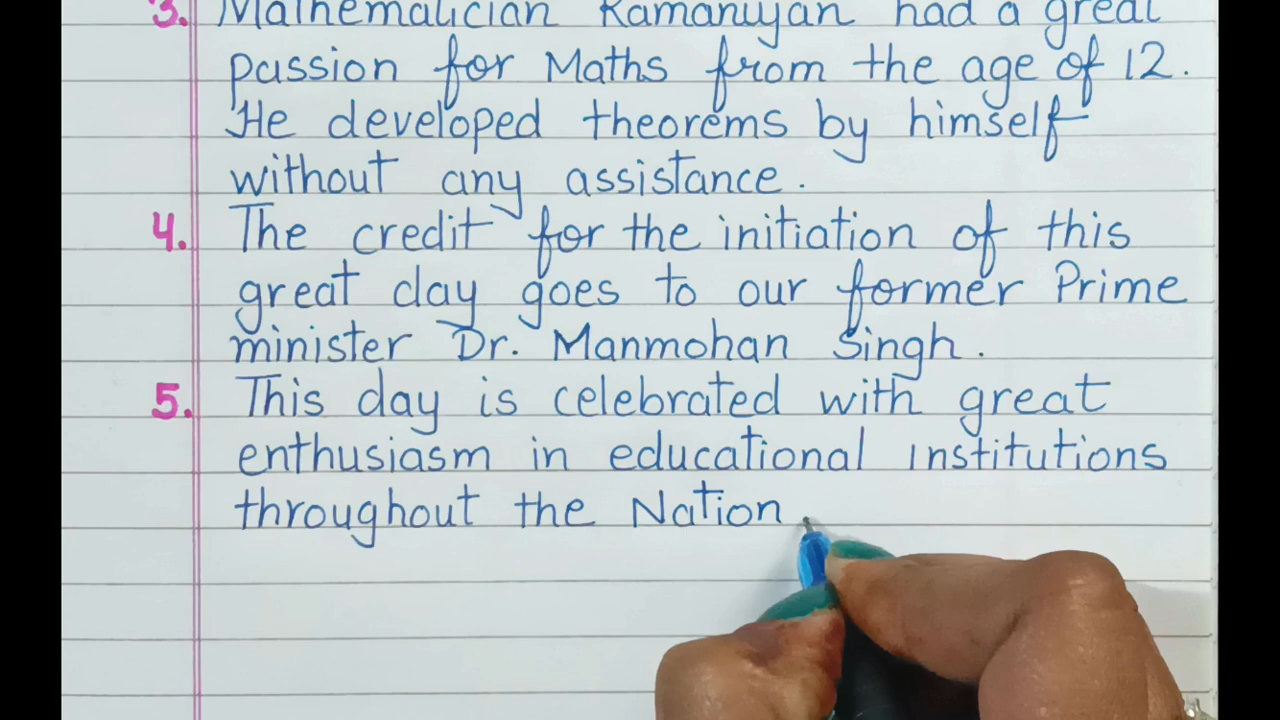 3. Mathematician Ramanujan had a great
passion for Maths from the age of 12.
He developed theorems by himself
without any assistance.
4. The credit for the initiation of this
great day goes to our former Prime
minister Dr. Manmohan Singh.
5. This day is celebrated with great
enthusiasm in educational institutions
throughout the Nation.